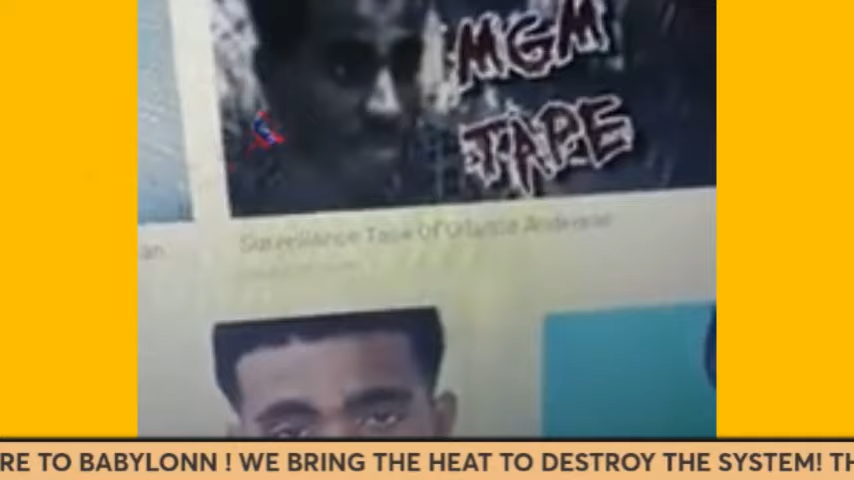 MGM
TAPE
an
Surveillance Tape Of Orlando Anderson
RE TO BABYLONN ! WE BRING THE HEAT TO DESTROY THE SYSTEM! TH